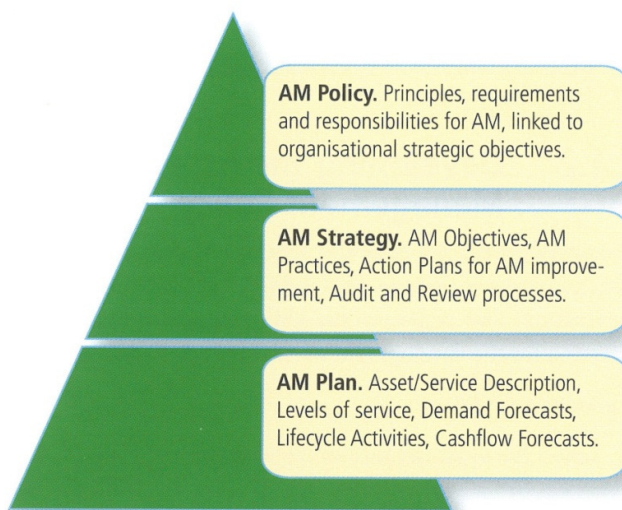 AM Policy. Principles, requirements
and responsibilities for AM, linked to
organisational strategic objectives.
AM Strategy. AM Objectives, AM
Practices, Action Plans for AM improve-
ment, Audit and Review processes.
AM Plan. Asset/Service Description,
Levels of service, Demand Forecasts,
Lifecycle Activities, Cashflow Forecasts.